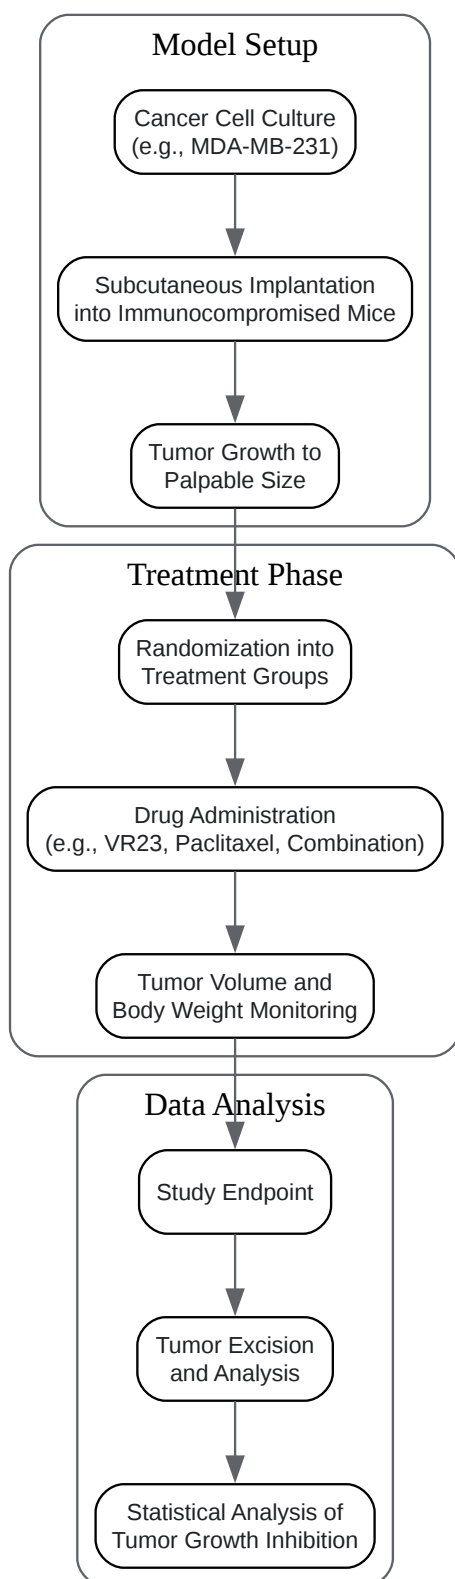 Model Setup
Cancer Cell Culture
(e.g., MDA-MB-231)
Subcutaneous Implantation
into Immunocompromised Mice
Tumor Growth to
Palpable Size
Treatment Phase
Randomization into
Treatment Groups
Drug Administration
(e.g., VR23, Paclitaxel, Combination)
Tumor Volume and
Body Weight Monitoring
Data Analysis
Study Endpoint
Tumor Excision
and Analysis
Statistical Analysis of
Tumor Growth Inhibition